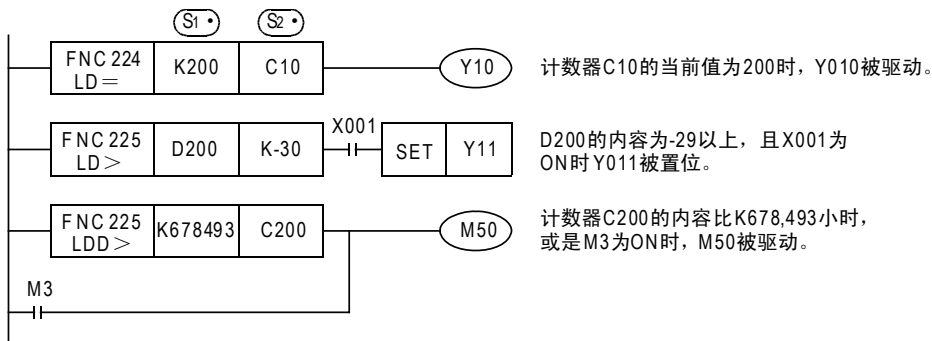 S1• S2•
FNC 224
LD=
K200
C10
Y10
计数器C10的当前值为200时，Y010被驱动。
FNC 225
LD>
D200
K-30
X001
SET
Y11
D200的内容为-29以上，且X001为
ON时Y011被置位。
FNC 225
LDD>
K678493
C200
M50
计数器C200的内容比K678,493小时，
或是M3为ON时，M50被驱动。
M3